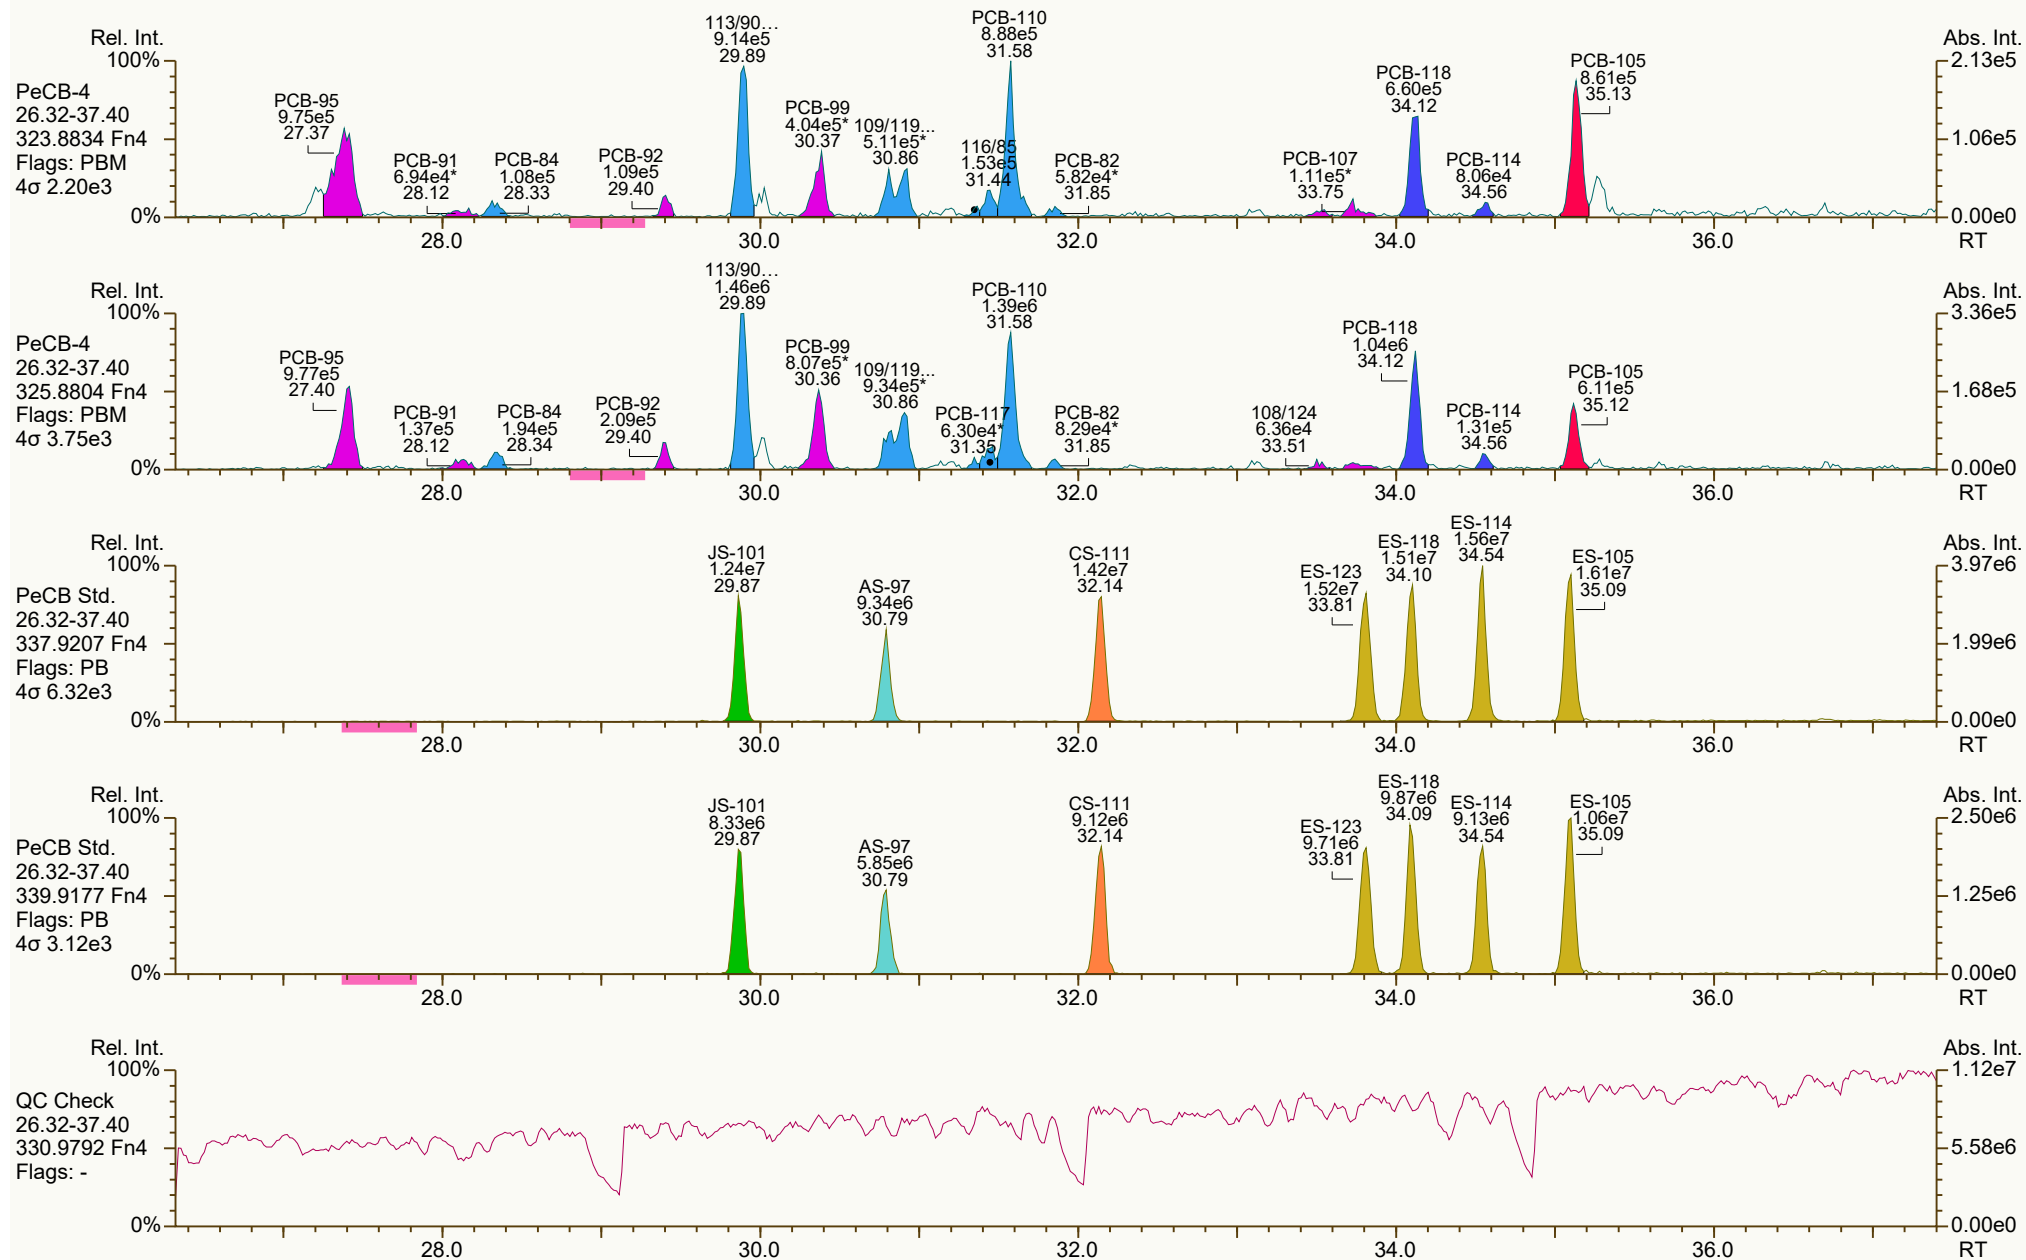 Rel. Int.
100%
0%
PeCB-4
26.32-37.40
323.8834 Fn4
Flags: PBM
4σ 2.20e3
PCB-95
9.75e5
27.37
PCB-91
6.94e4*
28.12
PCB-84
1.08e5
28.33
PCB-92
1.09e5
29.40
113/90...
9.14e5
29.89
PCB-99
4.04e5*
30.37
109/119...
5.11e5*
30.86
116/85
1.53e5
31.44
PCB-110
8.88e5
31.58
PCB-82
5.82e4*
31.85
PCB-107
1.11e5*
33.75
PCB-118
6.60e5
34.12
PCB-114
8.06e4
34.56
PCB-105
8.61e5
35.13
Abs. Int.
2.13e5
1.06e5
0.00e0
28.0 30.0 32.0 34.0 36.0 RT
Rel. Int.
100%
0%
PeCB-4
26.32-37.40
325.8804 Fn4
Flags: PBM
4σ 3.75e3
PCB-95
9.77e5
27.40
PCB-91
1.37e5
28.12
PCB-84
1.94e5
28.34
PCB-92
2.09e5
29.40
113/90...
1.46e6
29.89
PCB-99
8.07e5*
30.36
109/119...
9.34e5*
30.86
PCB-117
6.30e4*
31.35
PCB-110
1.39e6
31.58
PCB-82
8.29e4*
31.85
108/124
6.36e4
33.51
PCB-118
1.04e6
34.12
PCB-114
1.31e5
34.56
PCB-105
6.11e5
35.12
Abs. Int.
3.36e5
1.68e5
0.00e0
28.0 30.0 32.0 34.0 36.0 RT
Rel. Int.
100%
0%
PeCB Std.
26.32-37.40
337.9207 Fn4
Flags: PB
4σ 6.32e3
JS-101
1.24e7
29.87
AS-97
9.34e6
30.79
CS-111
1.42e7
32.14
ES-123
1.52e7
33.81
ES-118
1.51e7
34.10
ES-114
1.56e7
34.54
ES-105
1.61e7
35.09
Abs. Int.
3.97e6
1.99e6
0.00e0
28.0 30.0 32.0 34.0 36.0 RT
Rel. Int.
100%
0%
PeCB Std.
26.32-37.40
339.9177 Fn4
Flags: PB
4σ 3.12e3
JS-101
8.33e6
29.87
AS-97
5.85e6
30.79
CS-111
9.12e6
32.14
ES-123
9.71e6
33.81
ES-118
9.87e6
34.09
ES-114
9.13e6
34.54
ES-105
1.06e7
35.09
Abs. Int.
2.50e6
1.25e6
0.00e0
28.0 30.0 32.0 34.0 36.0 RT
Rel. Int.
100%
0%
QC Check
26.32-37.40
330.9792 Fn4
Flags: -
Abs. Int.
1.12e7
5.58e6
0.00e0
28.0 30.0 32.0 34.0 36.0 RT